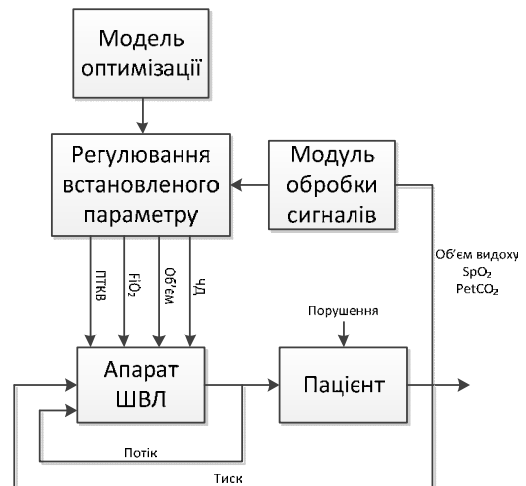 Модель
оптимізації
Регулювання
встановленого
параметру
Модуль
обробки
сигналів
Об'єм видоху
SpO₂
PetCO₂
ПТКВ
FiO₂
Об'єм
ЧД
Порушення
Апарат
ШВЛ
Пацієнт
Потік
Тиск